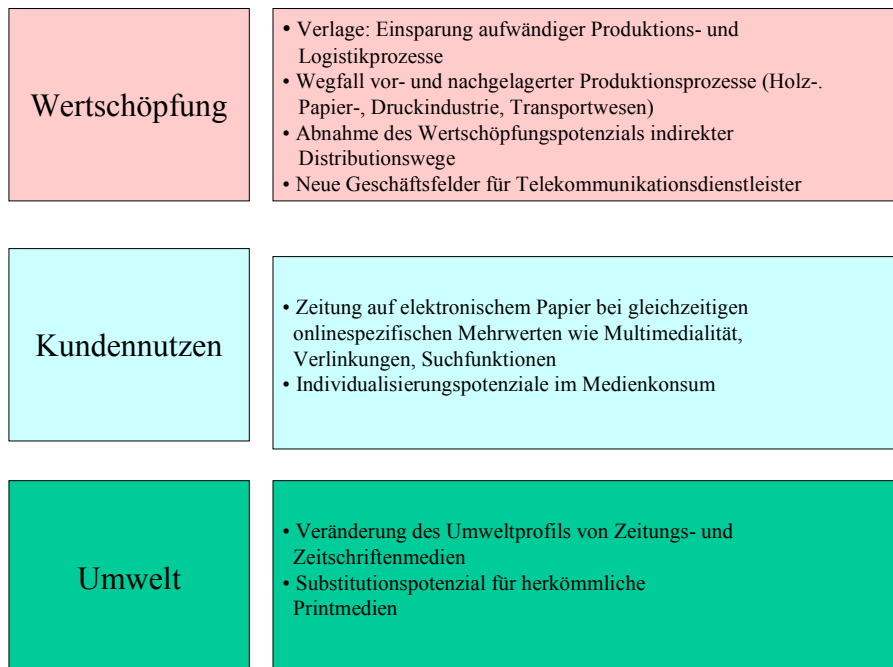 Wertschöpfung
• Verlage: Einsparung aufwändiger Produktions- und
Logistikprozesse
• Wegfall vor- und nachgelagerter Produktionsprozesse (Holz-.
Papier-, Druckindustrie, Transportwesen)
• Abnahme des Wertschöpfungspotenzials indirekter
Distributionswege
• Neue Geschäftsfelder für Telekommunikationsdienstleister
Kundennutzen
• Zeitung auf elektronischem Papier bei gleichzeitigen
onlinespezifischen Mehrwerten wie Multimedialität,
Verlinkungen, Suchfunktionen
• Individualisierungspotenziale im Medienkonsum
Umwelt
• Veränderung des Umweltprofils von Zeitungs- und
Zeitschriftenmedien
• Substitutionspotenzial für herkömmliche
Printmedien